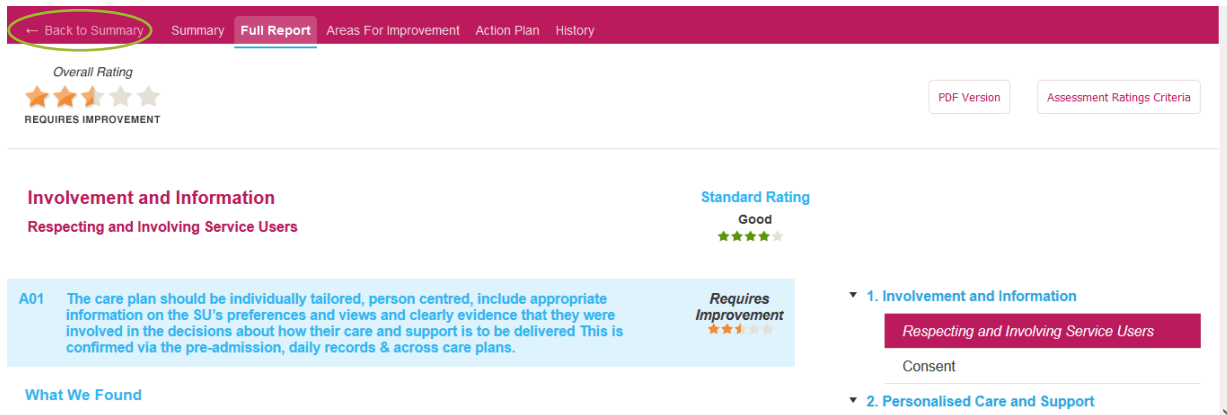 ← Back to Summary Summary Full Report Areas For Improvement Action Plan History
Overall Rating
REQUIRES IMPROVEMENT
PDF Version Assessment Ratings Criteria
Involvement and Information
Respecting and Involving Service Users
Standard Rating
Good
A01 The care plan should be individually tailored, person centred, include appropriate
information on the SU's preferences and views and clearly evidence that they were
involved in the decisions about how their care and support is to be delivered This is
confirmed via the pre-admission, daily records & across care plans.
Requires
Improvement
What We Found
1. Involvement and Information
Respecting and Involving Service Users
Consent
2. Personalised Care and Support